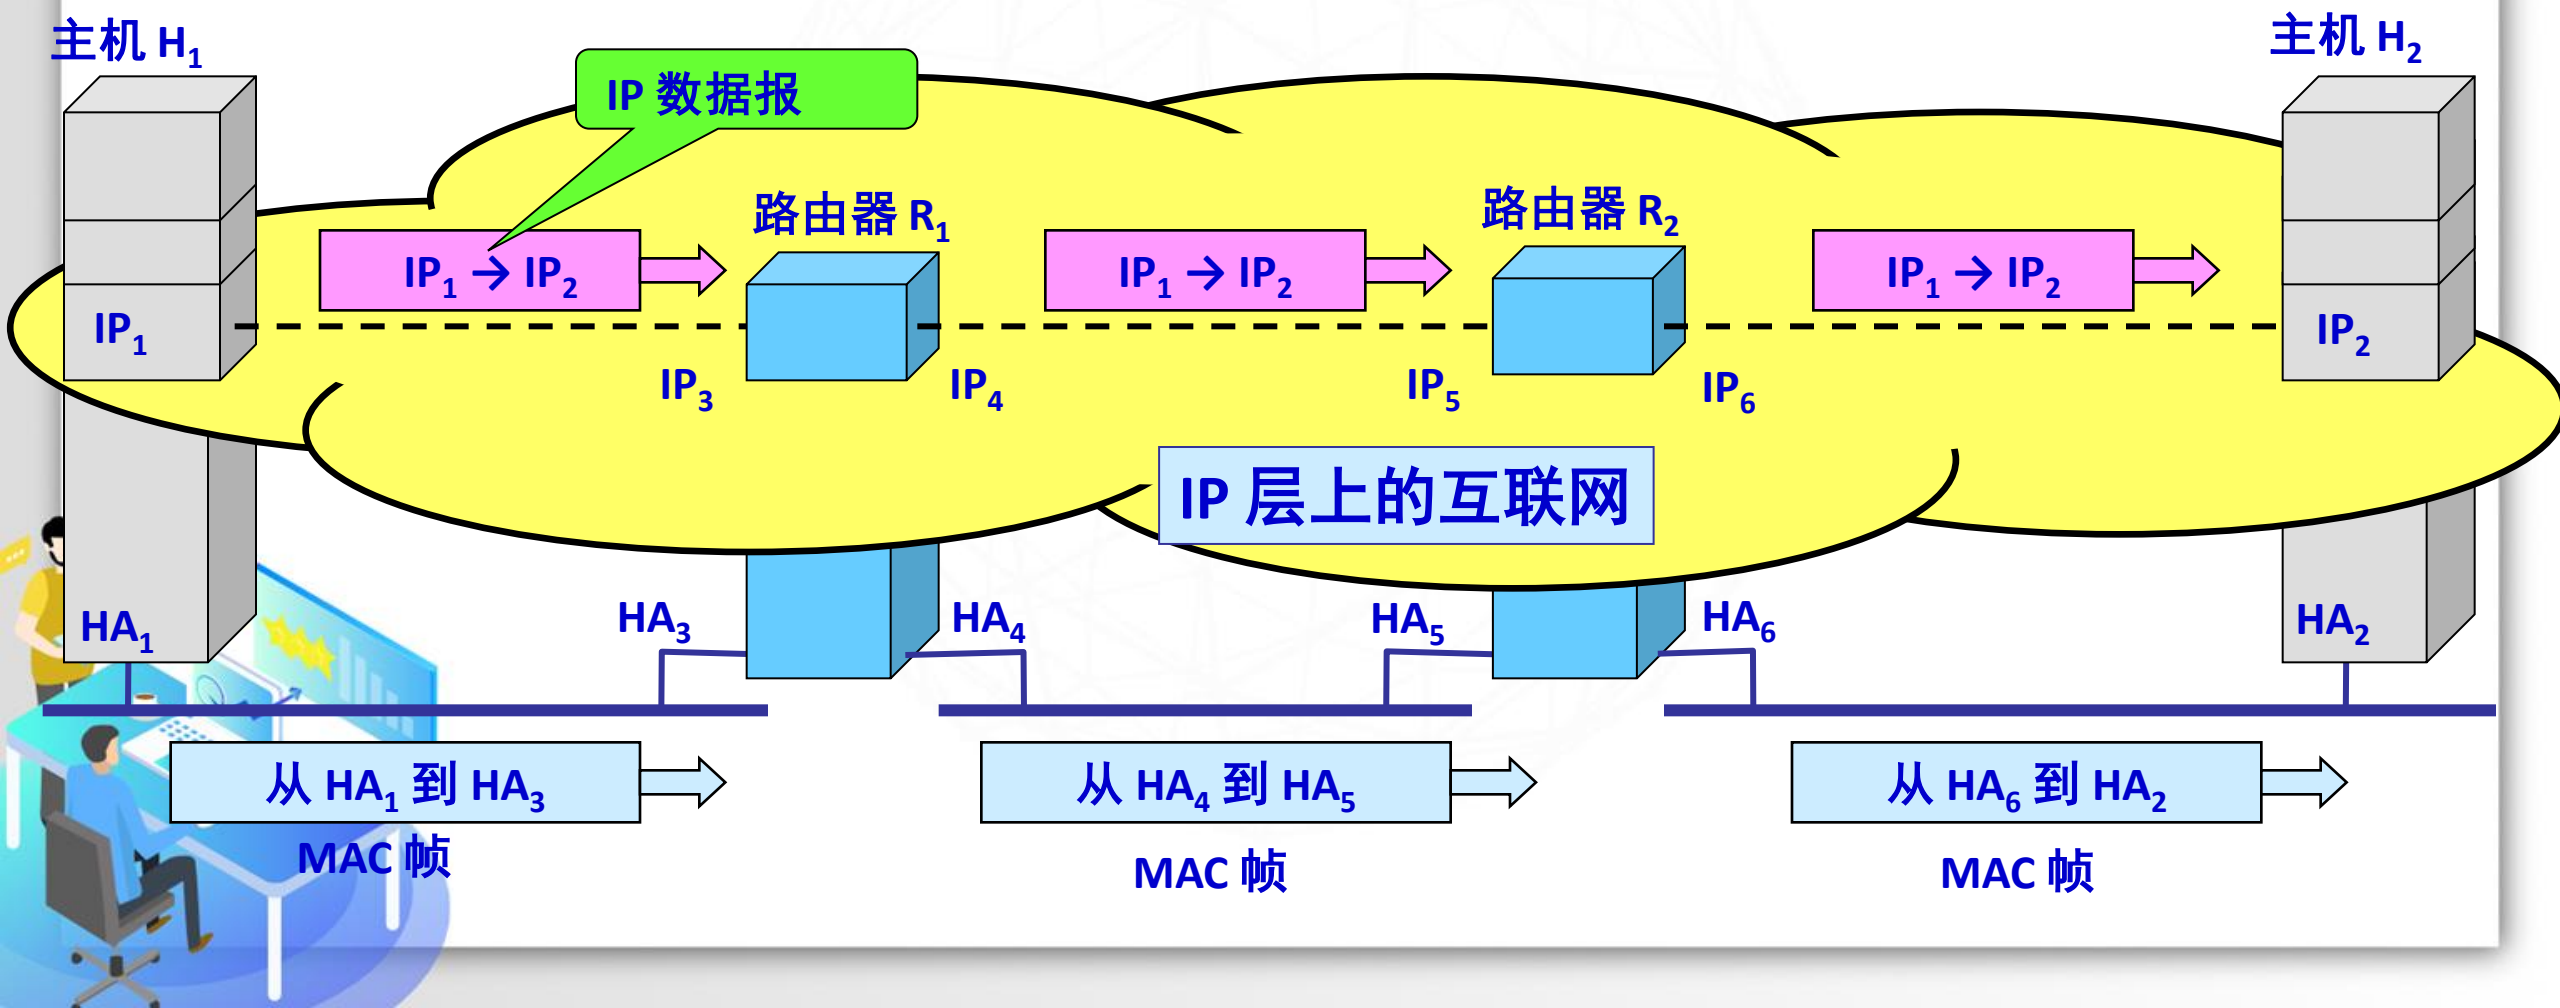 主机 H₁
主机 H₂
IP 数据报
路由器 R₁
路由器 R₂
IP₁ → IP₂
IP₁ → IP₂
IP₁ → IP₂
IP₁
IP₂
IP₃
IP₄
IP₅
IP₆
IP 层上的互联网
HA₁
HA₃
HA₄
HA₅
HA₆
HA₂
从 HA₁ 到 HA₃
从 HA₄ 到 HA₅
从 HA₆ 到 HA₂
MAC 帧
MAC 帧
MAC 帧